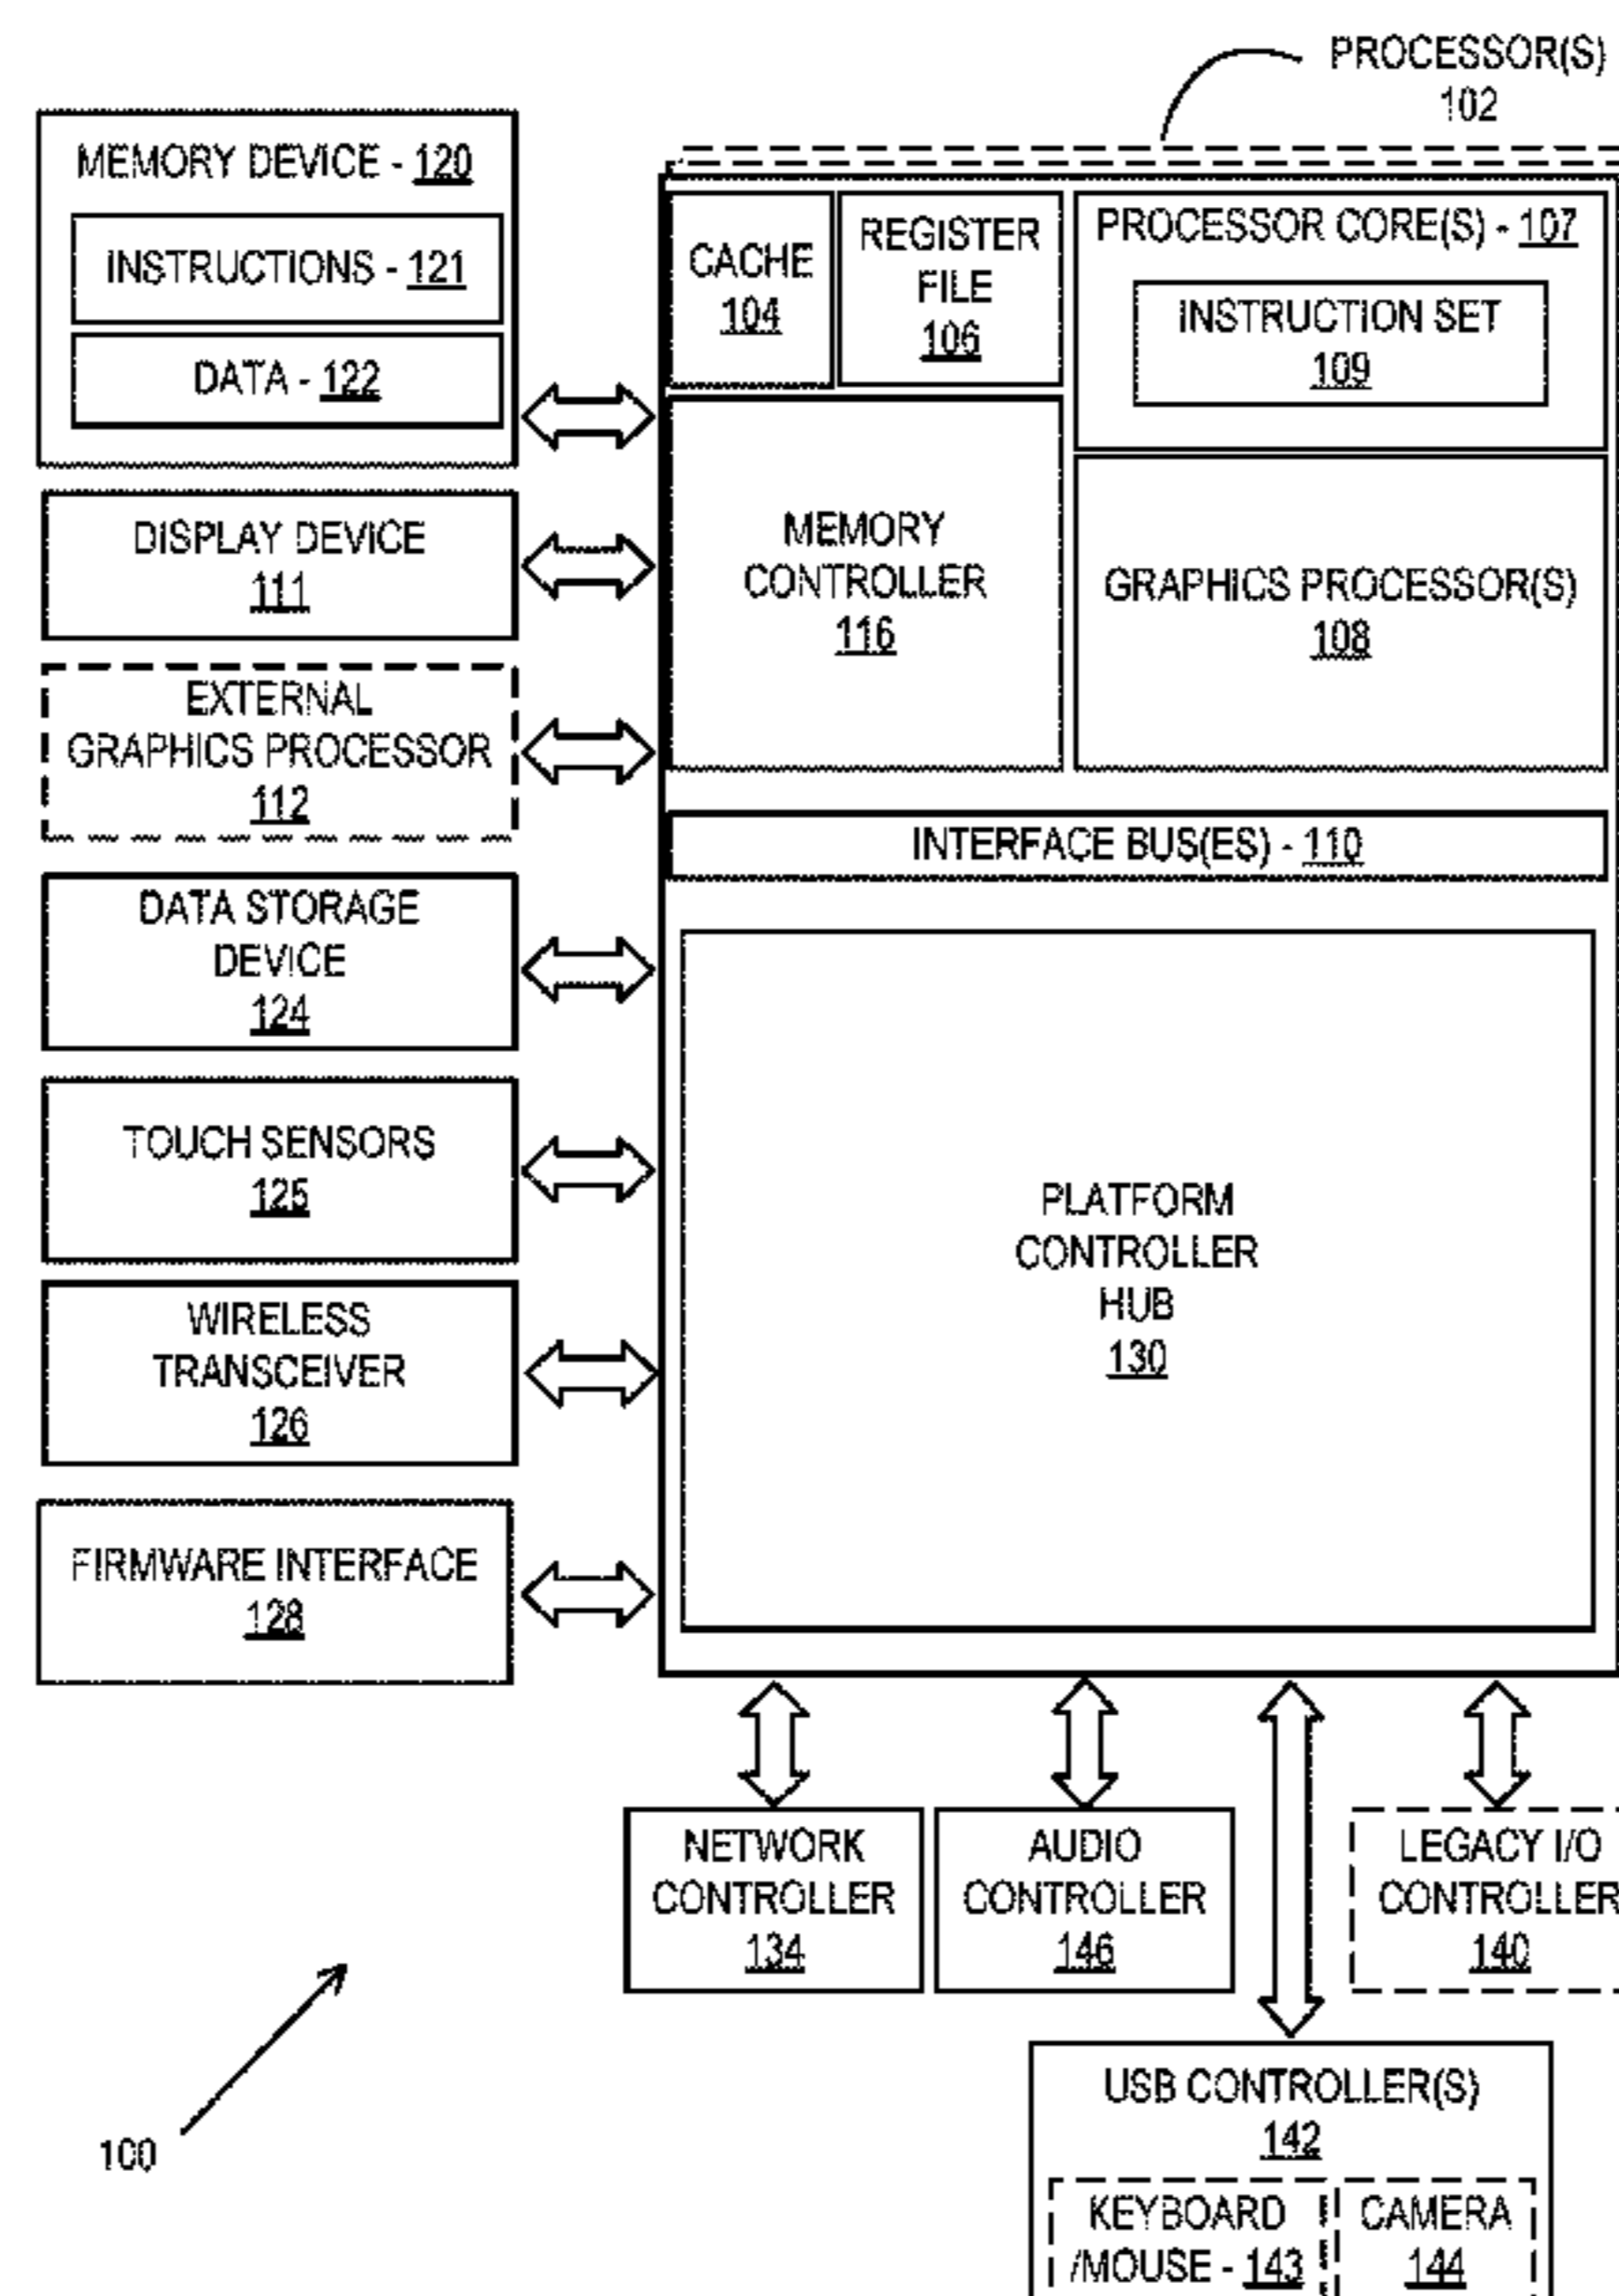 PROCESSOR(S)
102
MEMORY DEVICE - 120
INSTRUCTIONS - 121
DATA - 122
DISPLAY DEVICE
111
EXTERNAL
GRAPHICS PROCESSOR
112
DATA STORAGE
DEVICE
124
TOUCH SENSORS
125
WIRELESS
TRANSCEIVER
126
FIRMWARE INTERFACE
128
CACHE
104
REGISTER
FILE
106
PROCESSOR CORE(S) - 107
INSTRUCTION SET
109
MEMORY
CONTROLLER
116
GRAPHICS PROCESSOR(S)
108
INTERFACE BUS(ES) - 110
PLATFORM
CONTROLLER
HUB
130
NETWORK
CONTROLLER
134
AUDIO
CONTROLLER
146
LEGACY I/O
CONTROLLER
140
USB CONTROLLER(S)
142
KEYBOARD
/MOUSE - 143
CAMERA
144
100